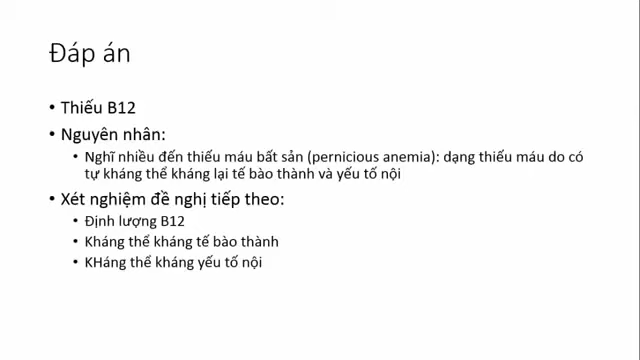 Đáp án
• Thiếu B12
• Nguyên nhân:
• Nghĩ nhiều đến thiếu máu bất sản (pernicious anemia): dạng thiếu máu do có
tự kháng thể kháng lại tế bào thành và yếu tố nội
• Xét nghiệm đề nghị tiếp theo:
• Định lượng B12
• Kháng thể kháng tế bào thành
• KHáng thể kháng yếu tố nội